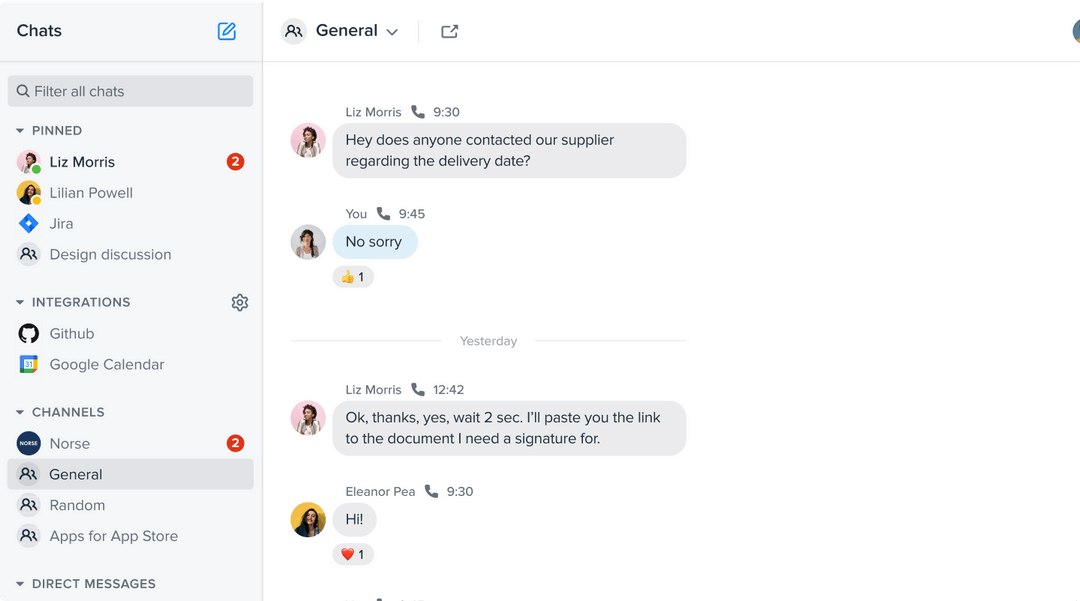 Chats
Filter all chats
PINNED
Liz Morris 2
Lilian Powell
Jira
Design discussion
INTEGRATIONS
Github
31
Google Calendar
CHANNELS
NORSE
Norse 2
General
Random
Apps for App Store
DIRECT MESSAGES
General
Liz Morris 9:30
Hey does anyone contacted our supplier
regarding the delivery date?
You 9:45
No sorry
👍 1
Yesterday
Liz Morris 12:42
Ok, thanks, yes, wait 2 sec. I’ll paste you the link
to the document I need a signature for.
Eleanor Pea 9:30
Hi!
❤️ 1